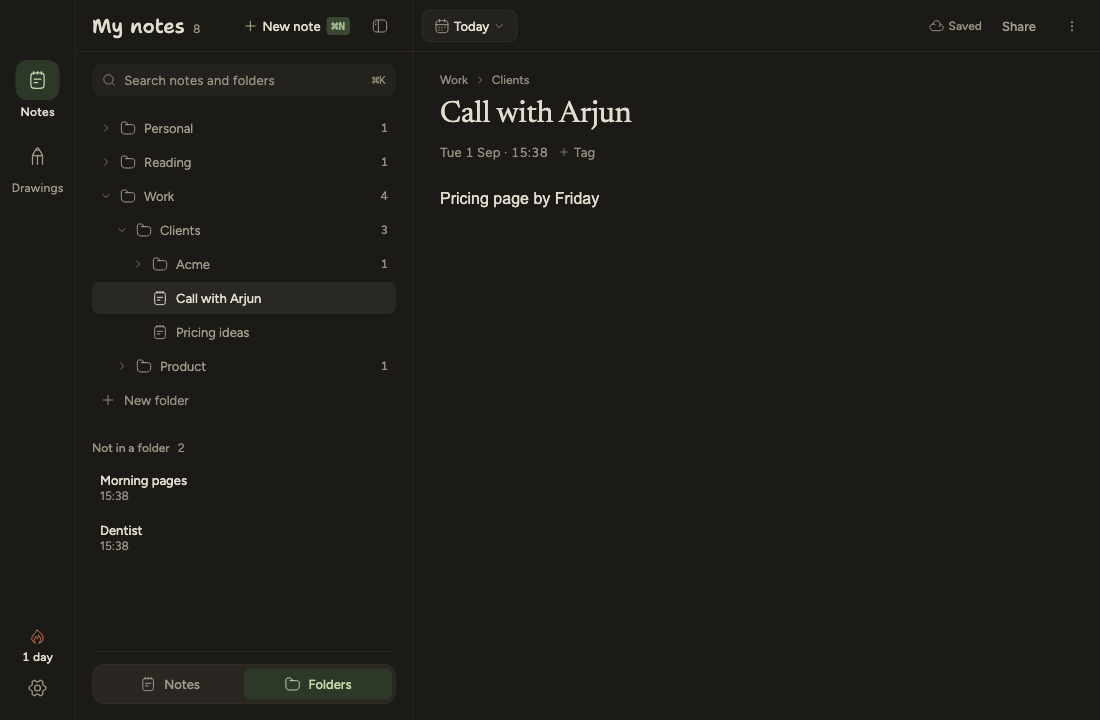 My notes 8
+ New note ⌘N
Today
Saved
Share
Notes
Drawings
Search notes and folders ⌘K
Personal 1
Reading 1
Work 4
Clients 3
Acme 1
Call with Arjun
Pricing ideas
Product 1
+ New folder
Not in a folder 2
Morning pages
15:38
Dentist
15:38
1 day
Notes
Folders
Work > Clients
Call with Arjun
Tue 1 Sep · 15:38 + Tag
Pricing page by Friday